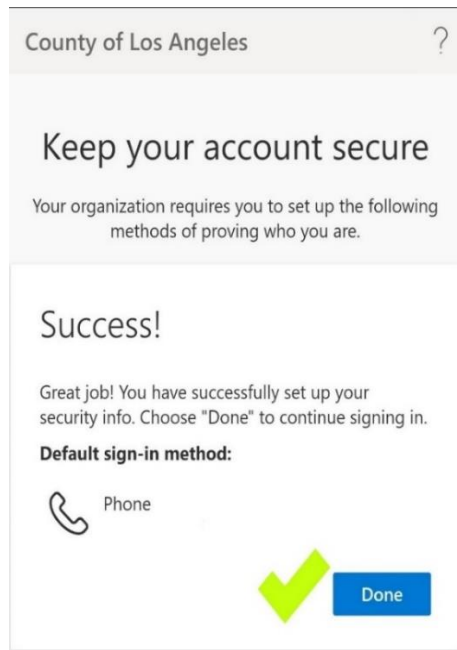 County of Los Angeles ?
Keep your account secure
Your organization requires you to set up the following
methods of proving who you are.
Success!
Great job! You have successfully set up your
security info. Choose "Done" to continue signing in.
Default sign-in method:
Phone
Done